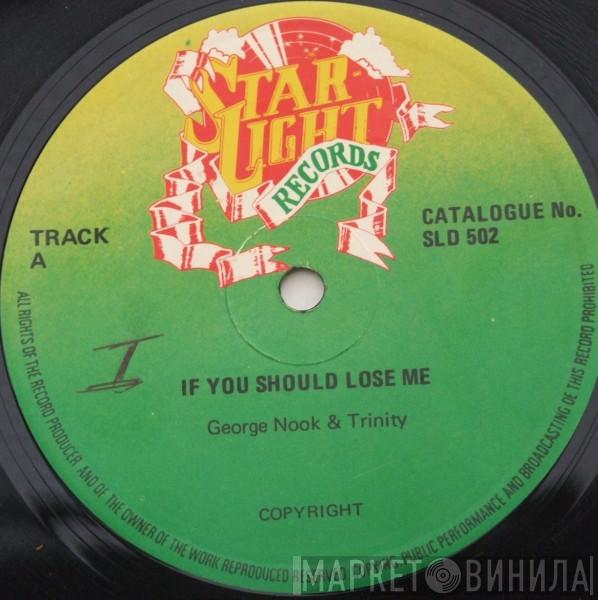 STAR
LIGHT
RECORDS
TRACK
A
CATALOGUE No.
SLD 502
I
IF YOU SHOULD LOSE ME
George Nook & Trinity
COPYRIGHT
ALL RIGHTS OF THE RECORD PRODUCER AND OF THE OWNER OF THE WORK REPRODUCED RESERVED PUBLIC PERFORMANCE AND BROADCASTING DE THIS RECORD PROHIBITED
МАРКЕТ ВИНИЛА